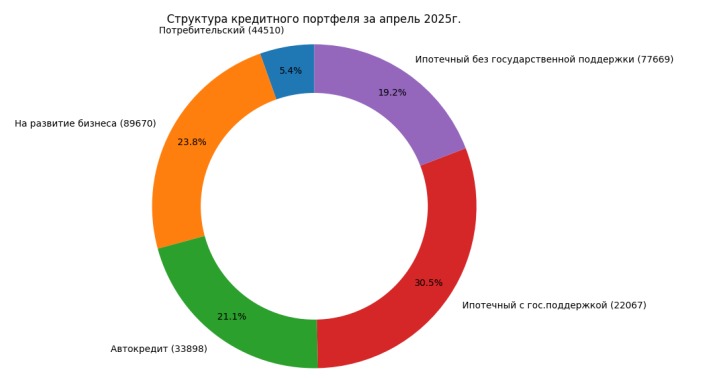 Структура кредитного портфеля за апрель 2025г.
Потребительский (44510)
5.4%
Ипотечный без государственной поддержки (77669)
19.2%
На развитие бизнеса (89670)
23.8%
30.5%
Ипотечный с гос.поддержкой (22067)
21.1%
Автокредит (33898)